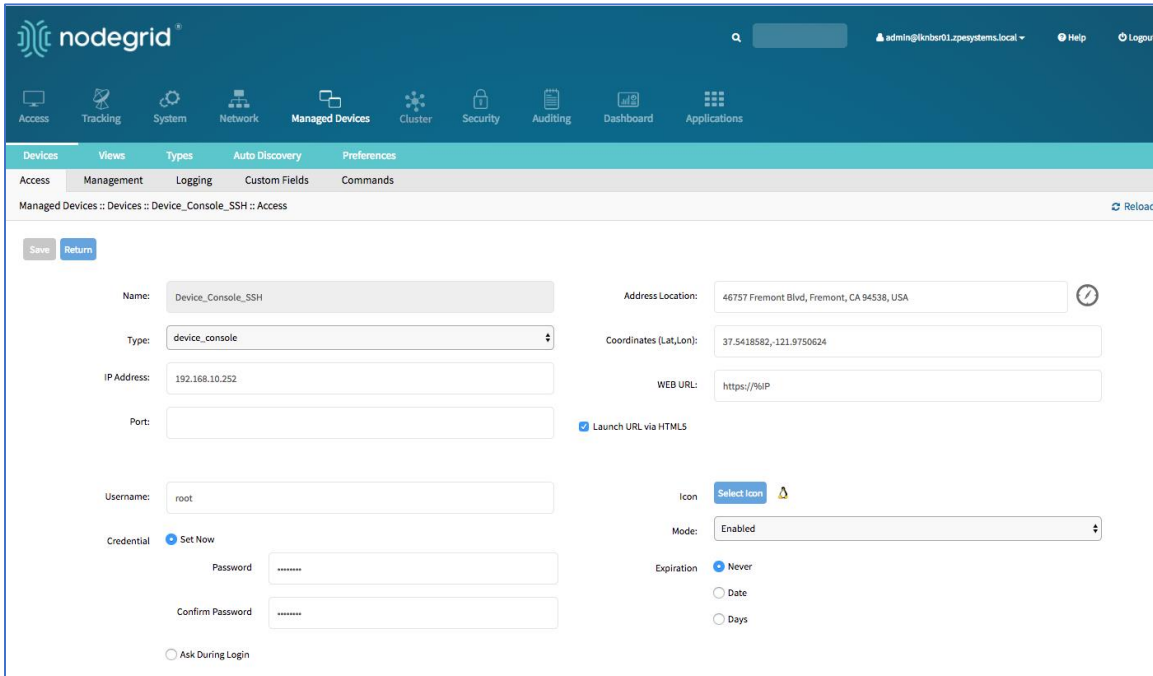 nodegrid®
admin@lknbsr01.zpesystems.local
Help
Logout
Access
Tracking
System
Network
Managed Devices
Cluster
Security
Auditing
Dashboard
Applications
Devices
Views
Types
Auto Discovery
Preferences
Access
Management
Logging
Custom Fields
Commands
Managed Devices :: Devices :: Device_Console_SSH :: Access
Reload
Save
Return
Name: Device_Console_SSH
Type: device_console
IP Address: 192.168.10.252
Port:
Address Location: 46757 Fremont Blvd, Fremont, CA 94538, USA
Coordinates (Lat,Lon): 37.5418582,-121.9750624
WEB URL: https://%IP
Launch URL via HTML5
Username: root
Credential Set Now
Password ••••••••
Confirm Password ••••••••
Ask During Login
Icon Select Icon
Mode: Enabled
Expiration Never
Date
Days